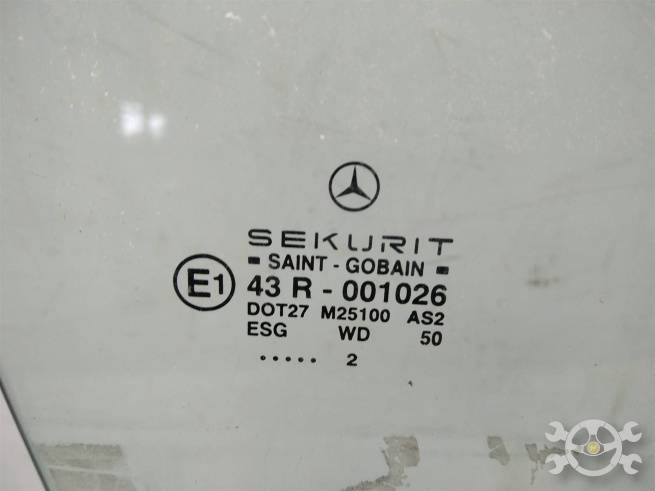 SEKURIT
SAINT - GOBAIN
E1 43 R - 001026
DOT27 M25100 AS2
ESG WD 50
..... 2
R